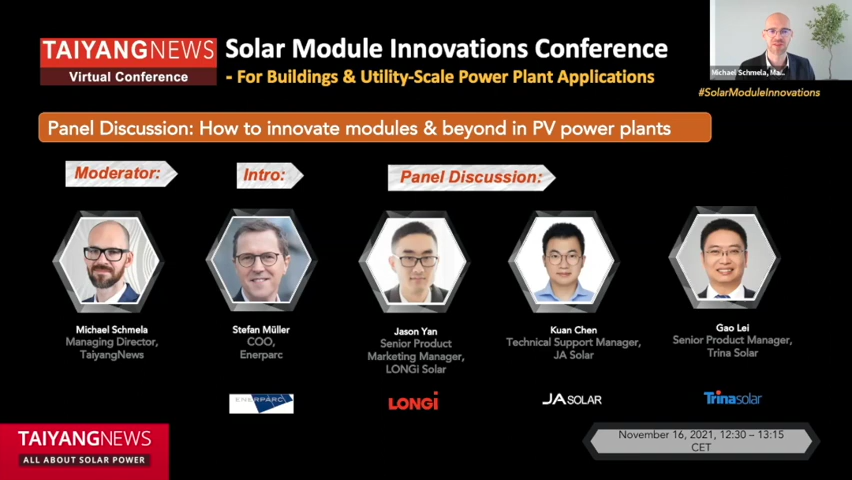 TAIYANGNEWS
Virtual Conference
Solar Module Innovations Conference
- For Buildings & Utility-Scale Power Plant Applications
Michael Schmela, Ma...
#SolarModuleInnovations
Panel Discussion: How to innovate modules & beyond in PV power plants
Moderator:
Intro:
Panel Discussion:
Michael Schmela
Managing Director,
TaiyangNews
Stefan Müller
COO,
Enerparc
Jason Yan
Senior Product
Marketing Manager,
LONGi Solar
Kuan Chen
Technical Support Manager,
JA Solar
Gao Lei
Senior Product Manager,
Trina Solar
ENERPARC
LONGi
JA SOLAR
Trinasolar
TAIYANGNEWS
ALL ABOUT SOLAR POWER
November 16, 2021, 12:30 – 13:15
CET